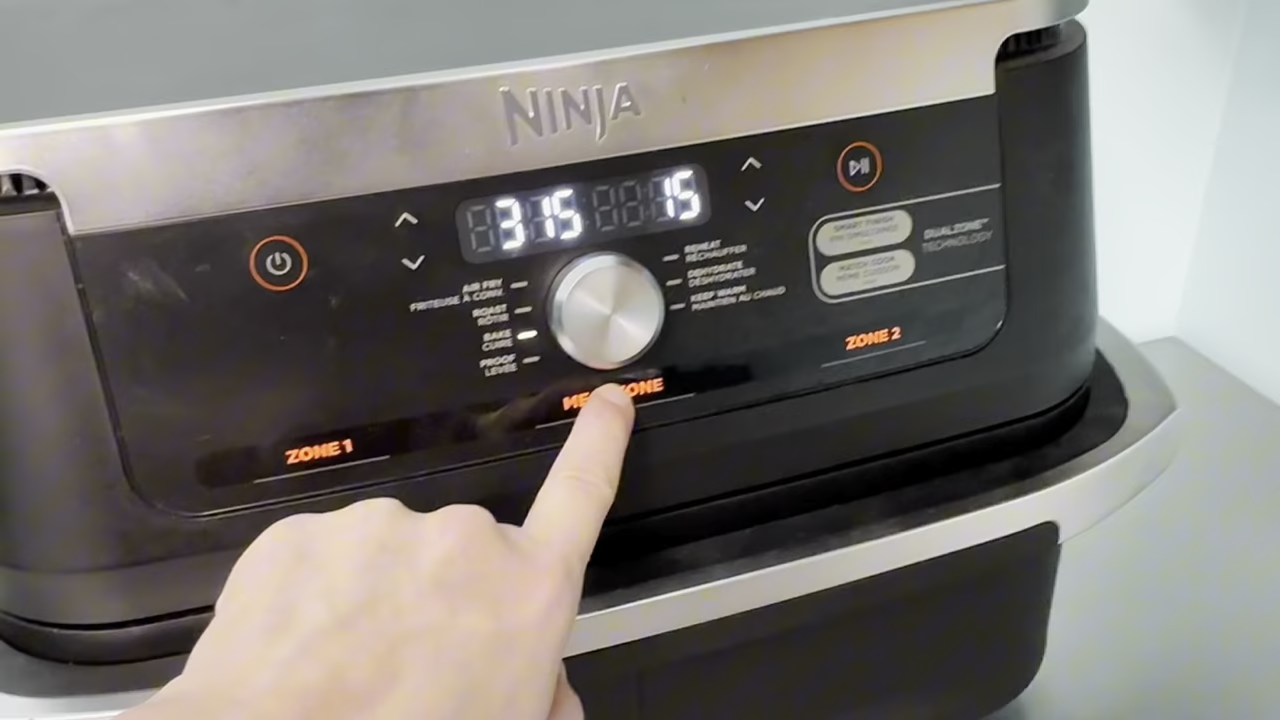 NINJA
315 15
AIR FRY
FRITEUSE À CONV.
ROAST
RÔTIR
BAKE
CUIRE
PROOF
LEVÉE
REHEAT
RÉCHAUFFER
DEHYDRATE
DÉSHYDRATER
KEEP WARM
MAINTIEN AU CHAUD
SMART FINISH
MATCH COOK
DUALZONE™
TECHNOLOGY
ZONE 1
ZONE
ZONE 2